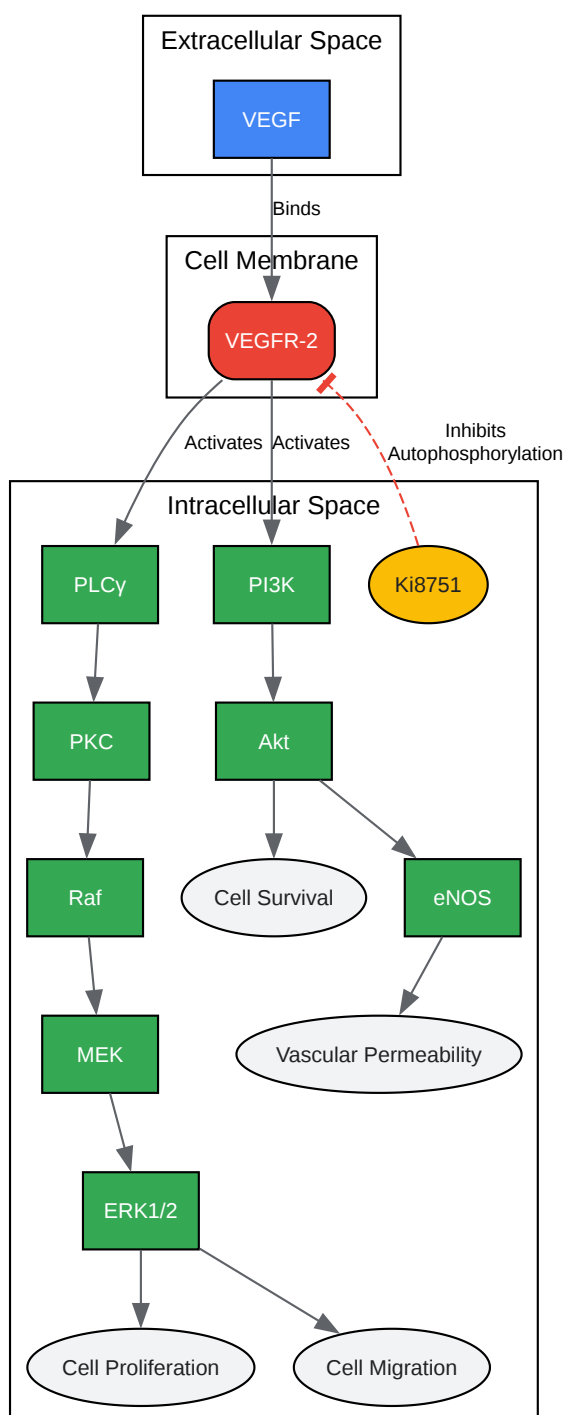 Extracellular Space
VEGF
Binds
Cell Membrane
VEGFR-2
Activates
Activates
Inhibits
Autophosphorylation
Intracellular Space
PLCγ
PI3K
Ki8751
PKC
Akt
Raf
Cell Survival
eNOS
MEK
Vascular Permeability
ERK1/2
Cell Proliferation
Cell Migration